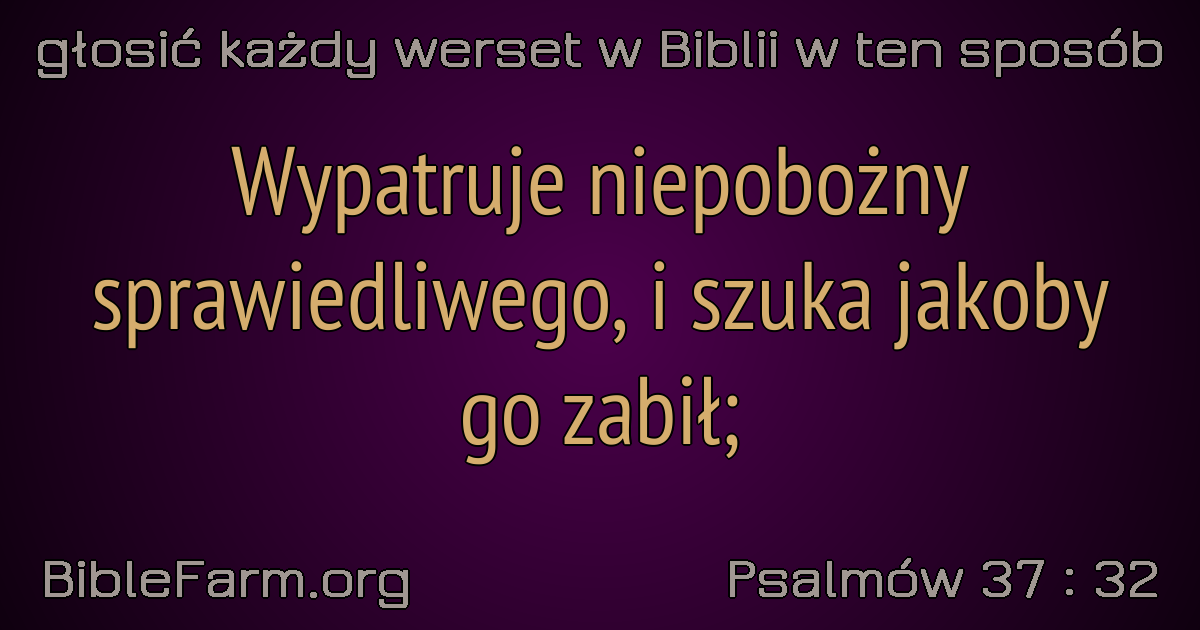 głosić każdy werset w Biblii w ten sposób
Wypatruje niepobożny
sprawiedliwego, i szuka jakoby
go zabił;
BibleFarm.org
Psalmów 37 : 32